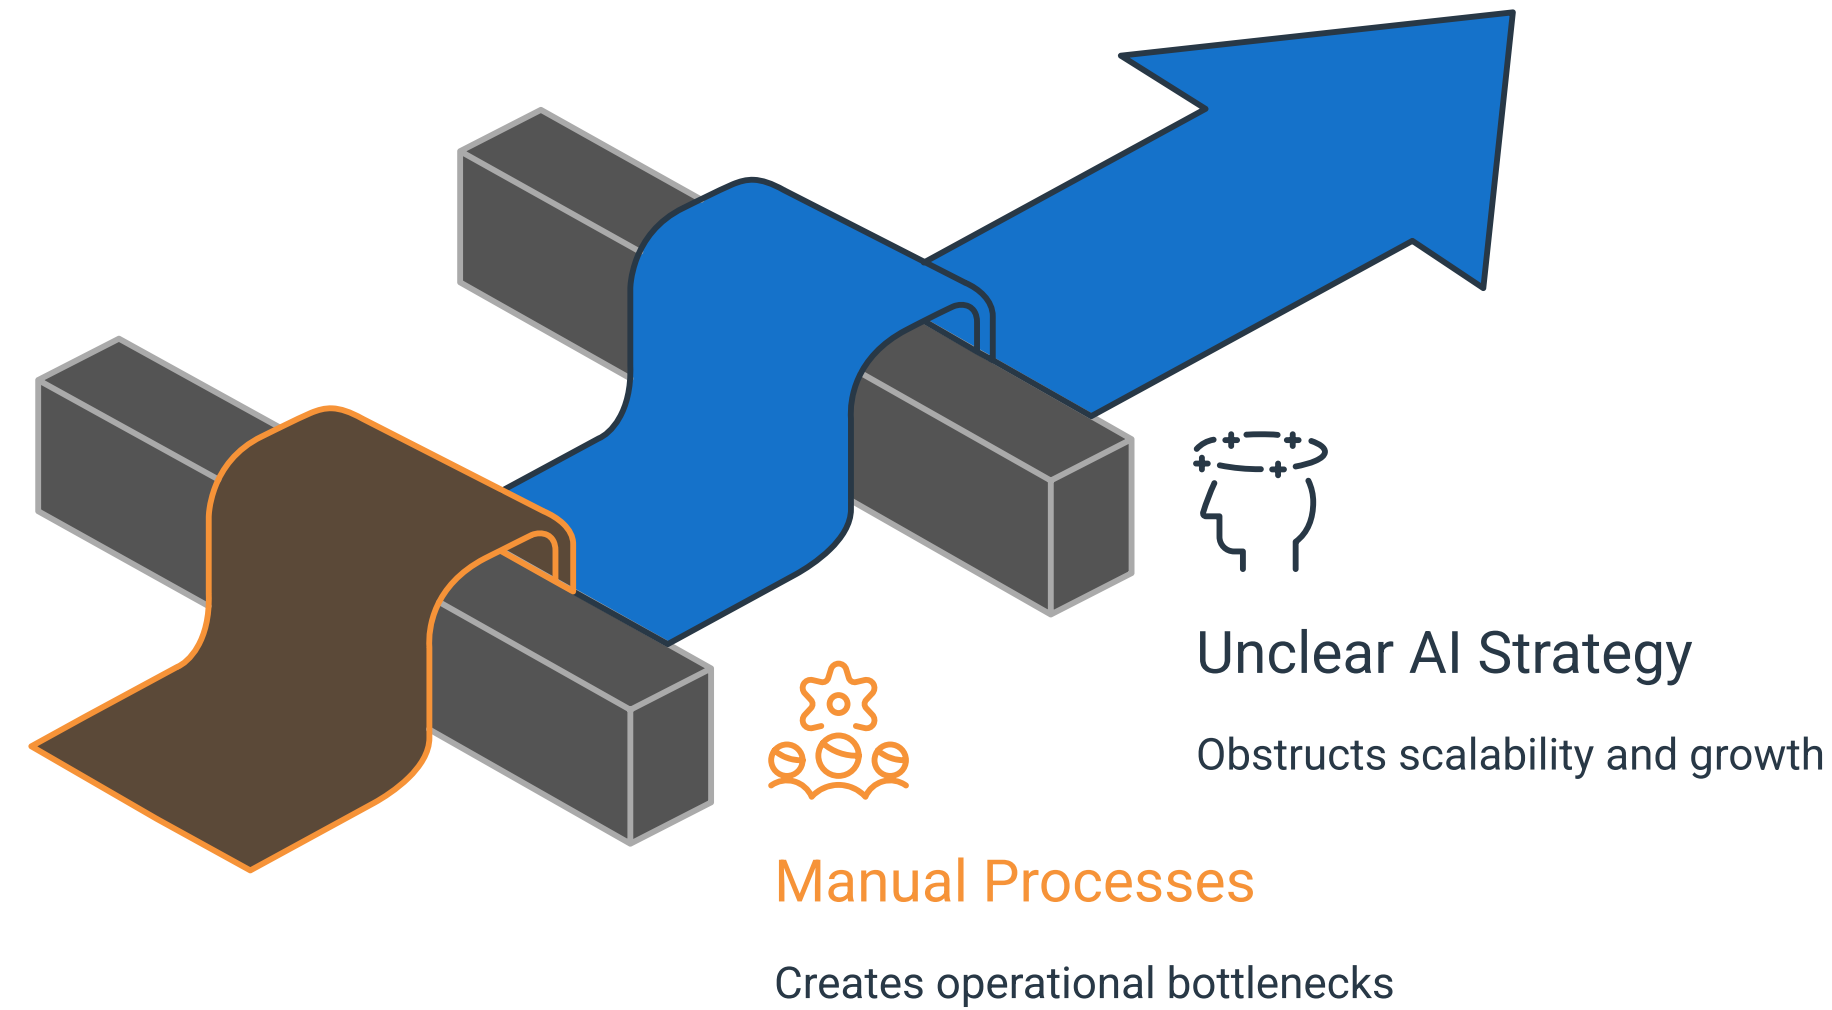 Unclear AI Strategy
Obstructs scalability and growth
Manual Processes
Creates operational bottlenecks